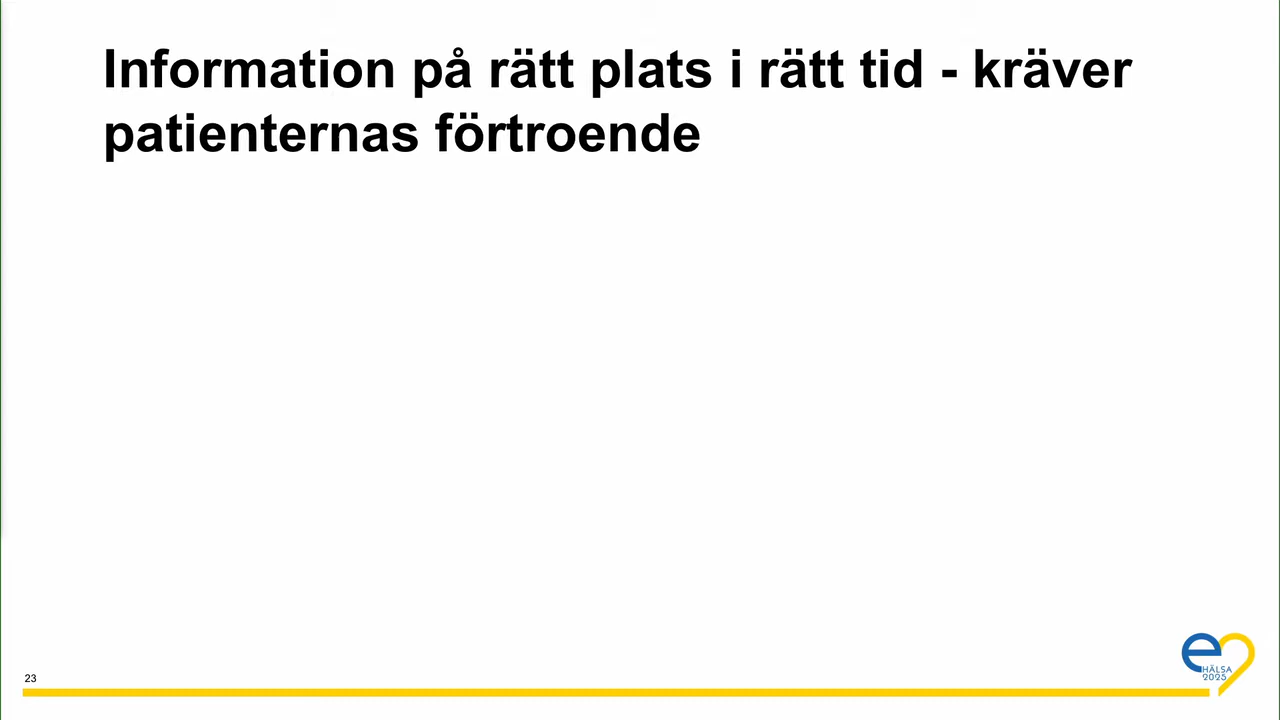 Information på rätt plats i rätt tid - kräver
patienternas förtroende
23
HÄLSA
2025